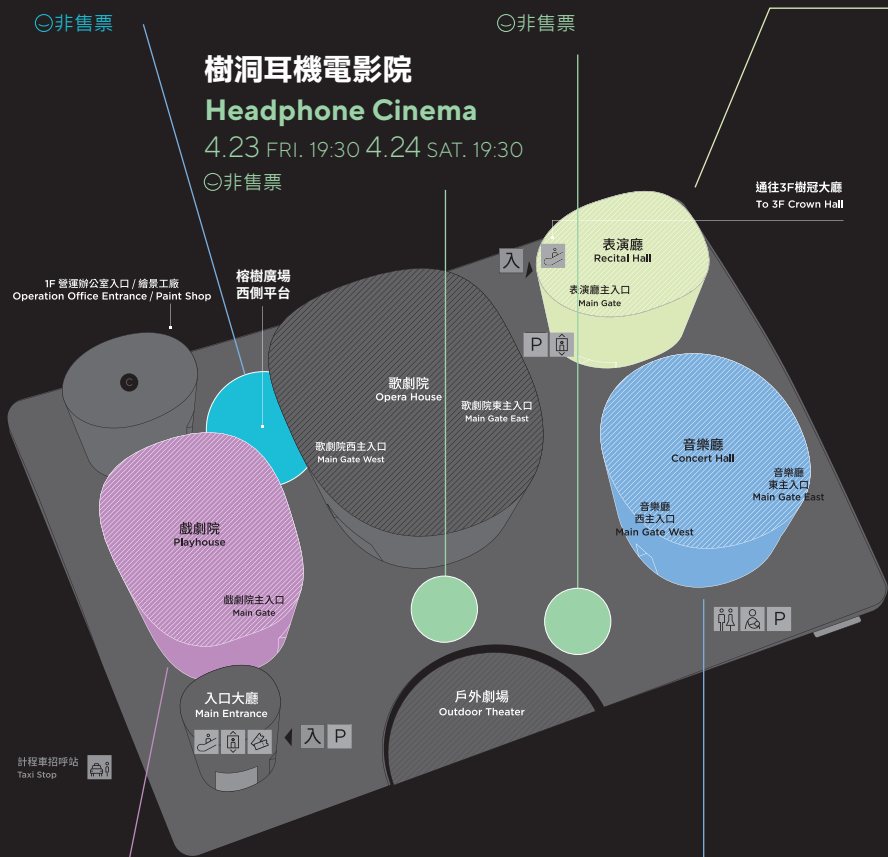 非售票
非售票
樹洞耳機電影院
Headphone Cinema
4.23 FRI. 19:30 4.24 SAT. 19:30
非售票
通往3F樹冠大廳
To 3F Crown Hall
入
表演廳
Recital Hall
表演廳主入口
Main Gate
P
1F 營運辦公室入口 / 繪景工廠
Operation Office Entrance / Paint Shop
榕樹廣場
西側平台
C
歌劇院
Opera House
歌劇院東主入口
Main Gate East
歌劇院西主入口
Main Gate West
音樂廳
Concert Hall
音樂廳
東主入口
Main Gate East
音樂廳
西主入口
Main Gate West
戲劇院
Playhouse
戲劇院主入口
Main Gate
P
入口大廳
Main Entrance
入 P
戶外劇場
Outdoor Theater
計程車招呼站
Taxi Stop